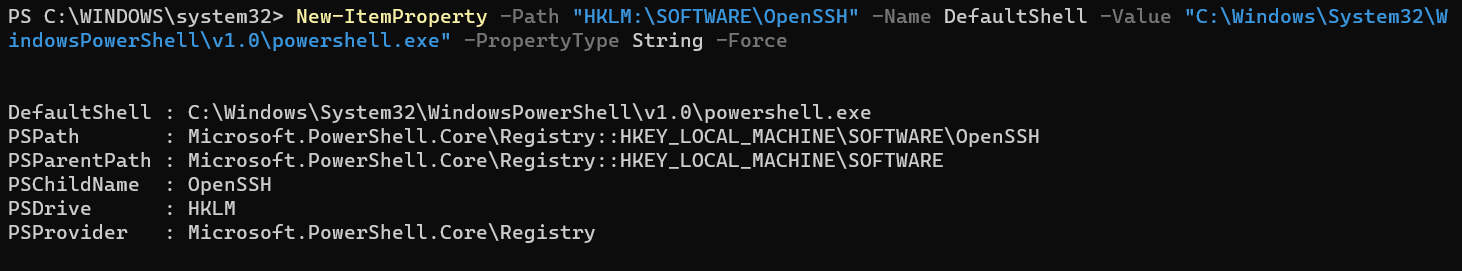 PS C:\WINDOWS\system32> New-ItemProperty -Path "HKLM:\SOFTWARE\OpenSSH" -Name DefaultShell -Value "C:\Windows\System32\W
indowsPowerShell\v1.0\powershell.exe" -PropertyType String -Force
DefaultShell : C:\Windows\System32\WindowsPowerShell\v1.0\powershell.exe
PSPath       : Microsoft.PowerShell.Core\Registry::HKEY_LOCAL_MACHINE\SOFTWARE\OpenSSH
PSParentPath : Microsoft.PowerShell.Core\Registry::HKEY_LOCAL_MACHINE\SOFTWARE
PSChildName  : OpenSSH
PSDrive      : HKLM
PSProvider   : Microsoft.PowerShell.Core\Registry